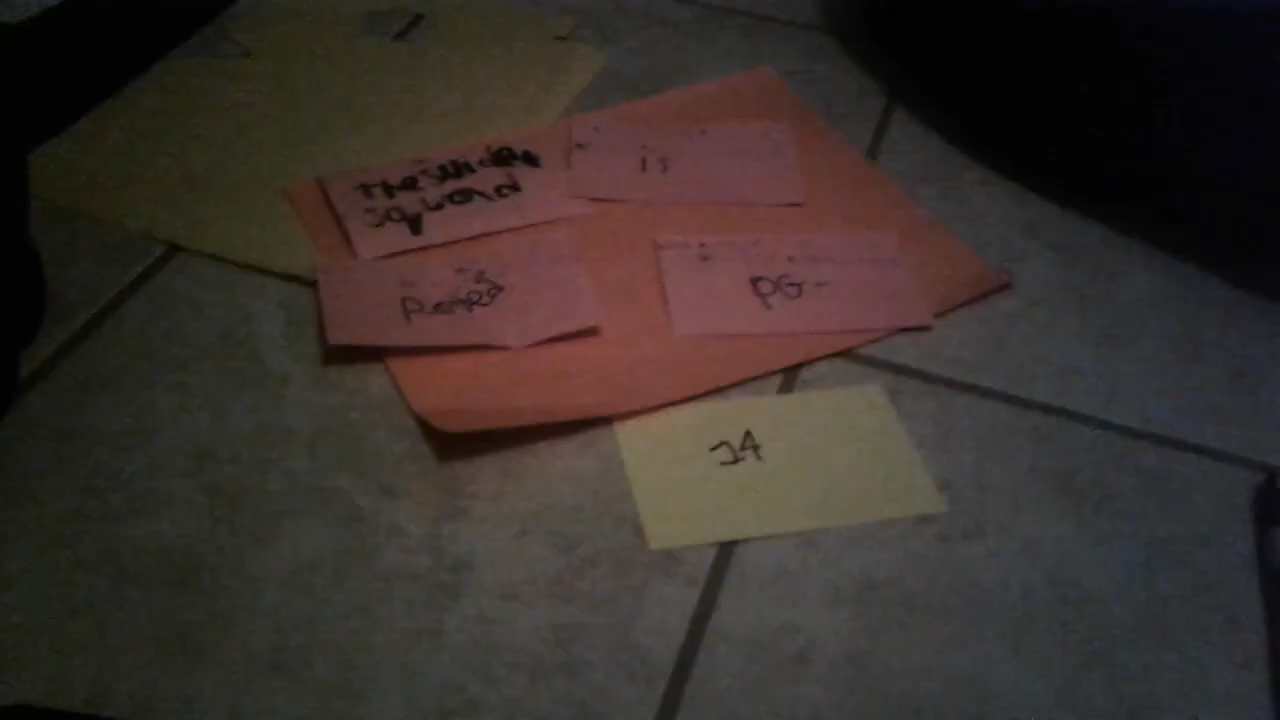 The suicide
squad
is
Rated
PG-
14